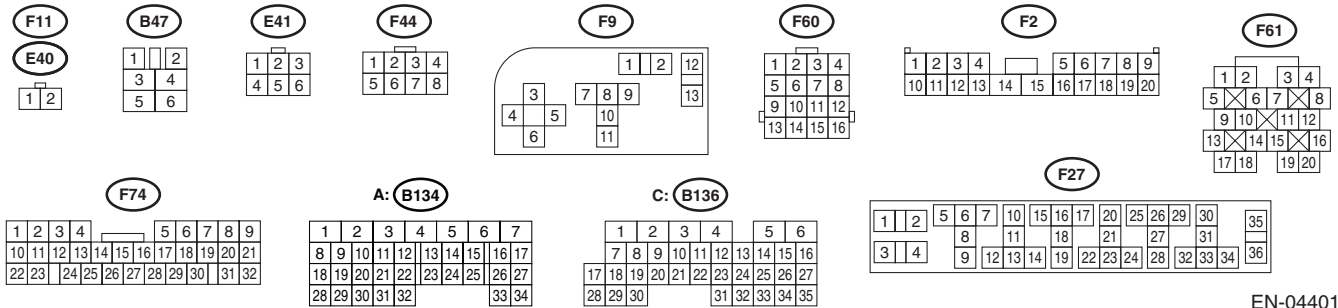 F11 B47 E41 F44 F9 F60 F2 F61
E40
1 2
1 2
3 4
5 6
1 2 3
4 5 6
1 2 3 4
5 6 7 8
1 2 12
13
3 7 8 9
4 5 10
6 11
1 2 3 4
5 6 7 8
9 10 11 12
13 14 15 16
1 2 3 4 5 6 7 8 9
10 11 12 13 14 15 16 17 18 19 20
1 2 3 4
5 6 7 8
9 10 11 12
13 14 15 16
17 18 19 20
F74 A: B134 C: B136 F27
1 2 3 4 5 6 7 8 9
10 11 12 13 14 15 16 17 18 19 20 21
22 23 24 25 26 27 28 29 30 31 32
1 2 3 4 5 6 7
8 9 10 11 12 13 14 15 16 17
18 19 20 21 22 23 24 25 26 27
28 29 30 31 32 33 34
1 2 3 4 5 6
7 8 9 10 11 12 13 14 15 16
17 18 19 20 21 22 23 24 25 26 27
28 29 30 31 32 33 34 35
1 2 5 6 7 10 15 16 17 20 25 26 29 30 35
8 11 18 21 27 31
3 4 9 12 13 14 19 22 23 24 28 32 33 34 36
EN-04401